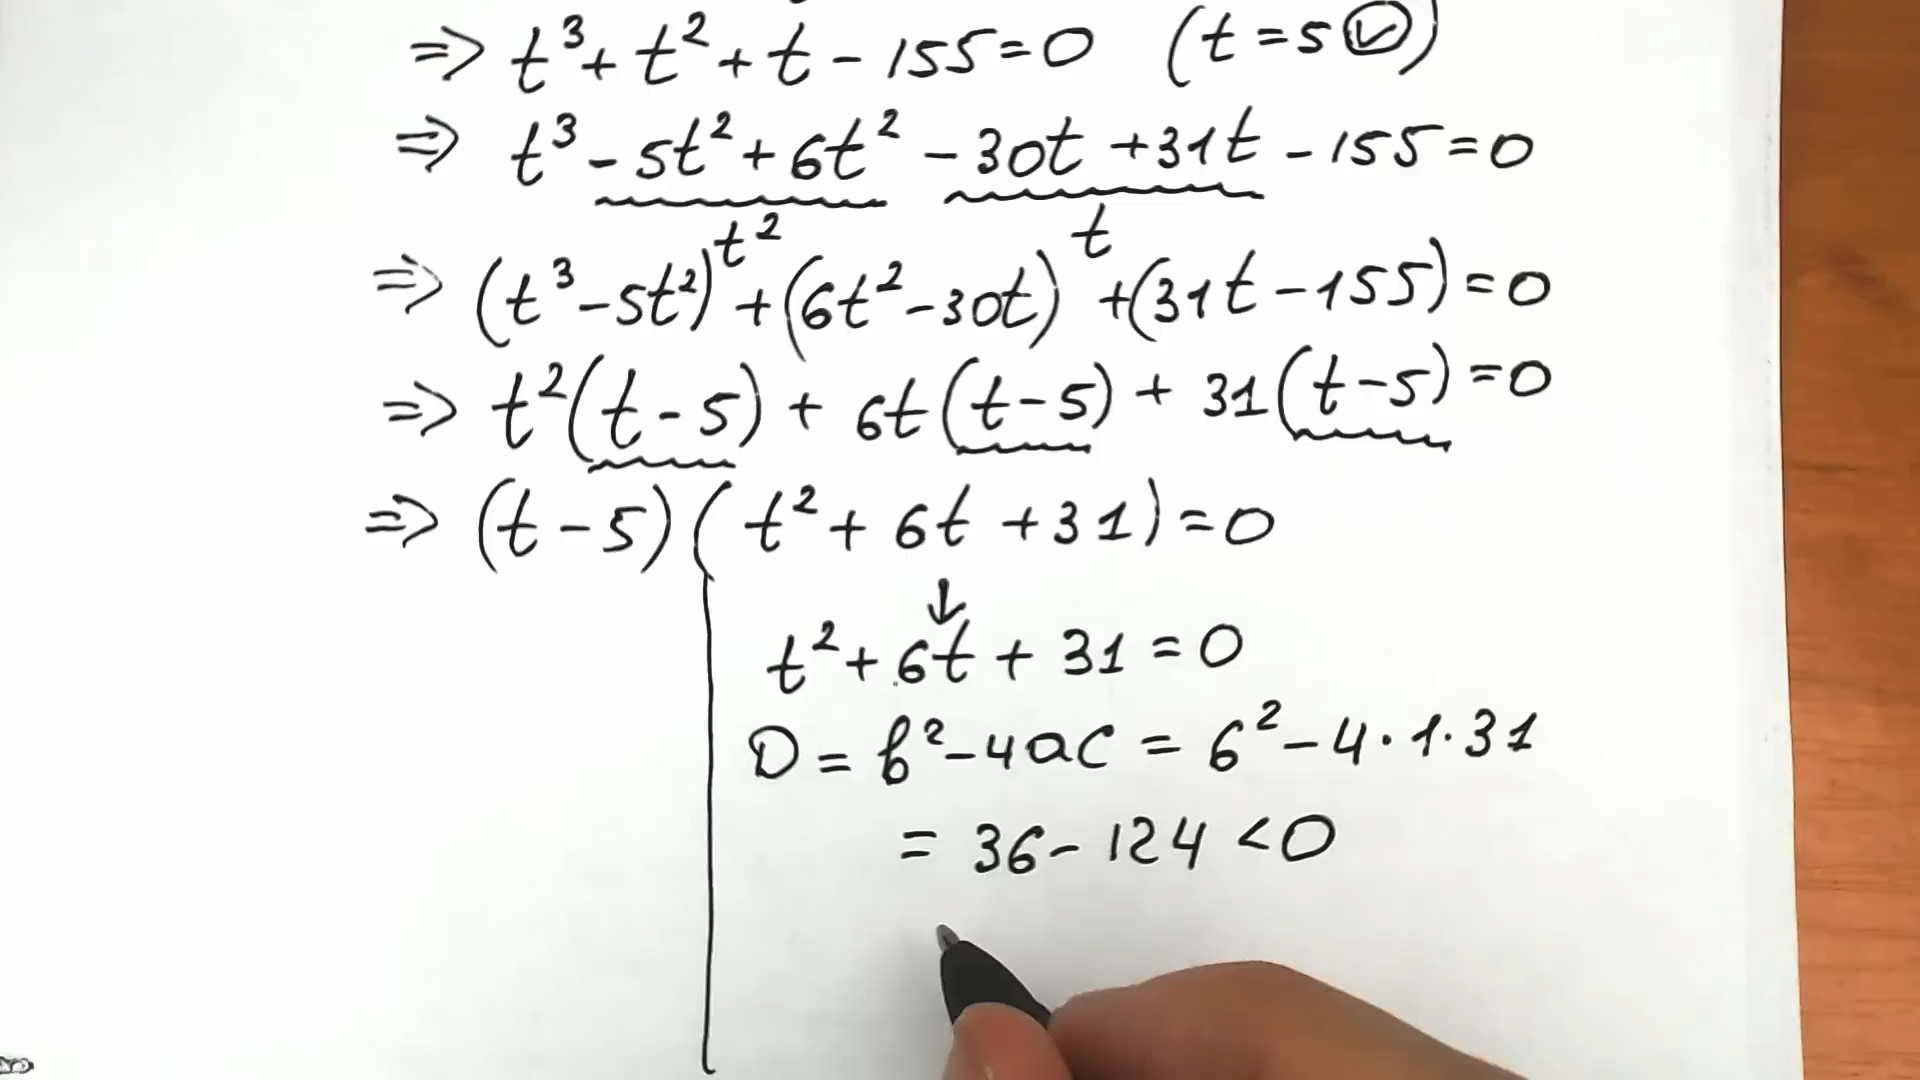 => t³ + t² + t - 155 = 0 (t = 5 ✓)
=> t³ - 5t² + 6t² - 30t + 31t - 155 = 0
t² t
=> (t³ - 5t²) + (6t² - 30t) + (31t - 155) = 0
=> t²(t - 5) + 6t(t - 5) + 31(t - 5) = 0
=> (t - 5)(t² + 6t + 31) = 0
↓
t² + 6t + 31 = 0
D = b² - 4ac = 6² - 4 · 1 · 31
= 36 - 124 < 0